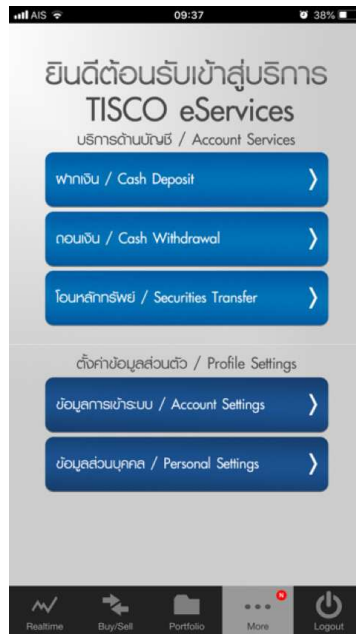 AIS 09:37 38%
ยินดีต้อนรับเข้าสู่บริการ
TISCO eServices
บริการด้านบัญชี / Account Services
ฝากเงิน / Cash Deposit
ถอนเงิน / Cash Withdrawal
โอนหลักทรัพย์ / Securities Transfer
ตั้งค่าข้อมูลส่วนตัว / Profile Settings
ข้อมูลการเข้าระบบ / Account Settings
ข้อมูลส่วนบุคคล / Personal Settings
N
Realtime Buy/Sell Portfolio More Logout